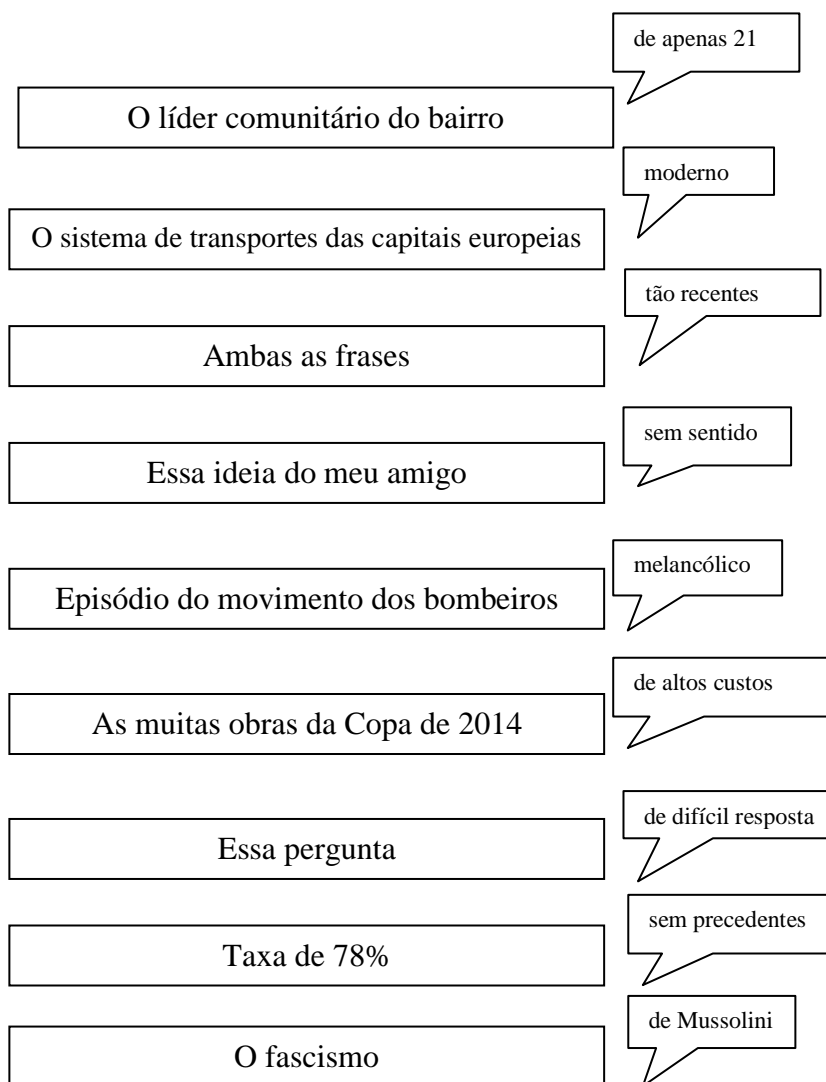 de apenas 21
O líder comunitário do bairro
moderno
O sistema de transportes das capitais europeias
tão recentes
Ambas as frases
sem sentido
Essa ideia do meu amigo
melancólico
Episódio do movimento dos bombeiros
de altos custos
As muitas obras da Copa de 2014
de difícil resposta
Essa pergunta
sem precedentes
Taxa de 78%
de Mussolini
O fascismo